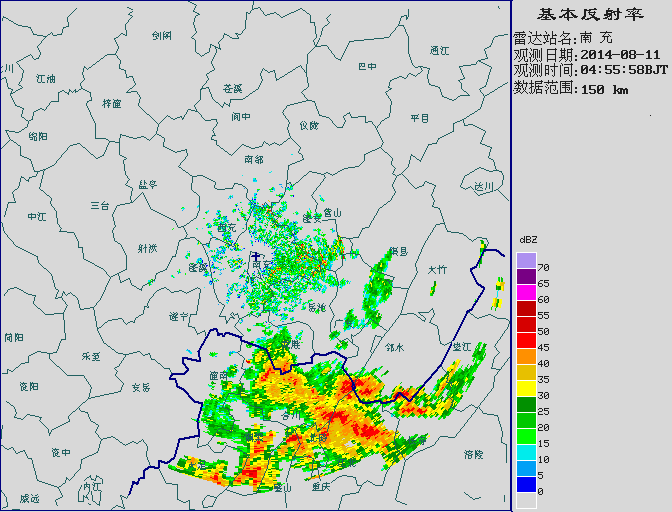 基本反射率
雷达站名:南 充
观测日期:2014-08-11
观测时间:04:55:58BJT
数据范围:150 km
dBZ
70
65
60
55
50
45
40
35
30
25
20
15
10
5
0
剑阁
通江
川
江油
巴中
苍溪
梓潼
阆中
仪陇
平昌
绵阳
南部
盐亭
达川
三台
中江
营山
蓬安
西充
射洪
渠县
南充
蓬溪
大竹
岳池
遂宁
简阳
武胜
邻水
垫江
乐至
潼南
资阳
安岳
合川
铜梁
北碚
资中
涪陵
大足
内江
璧山
重庆
威远